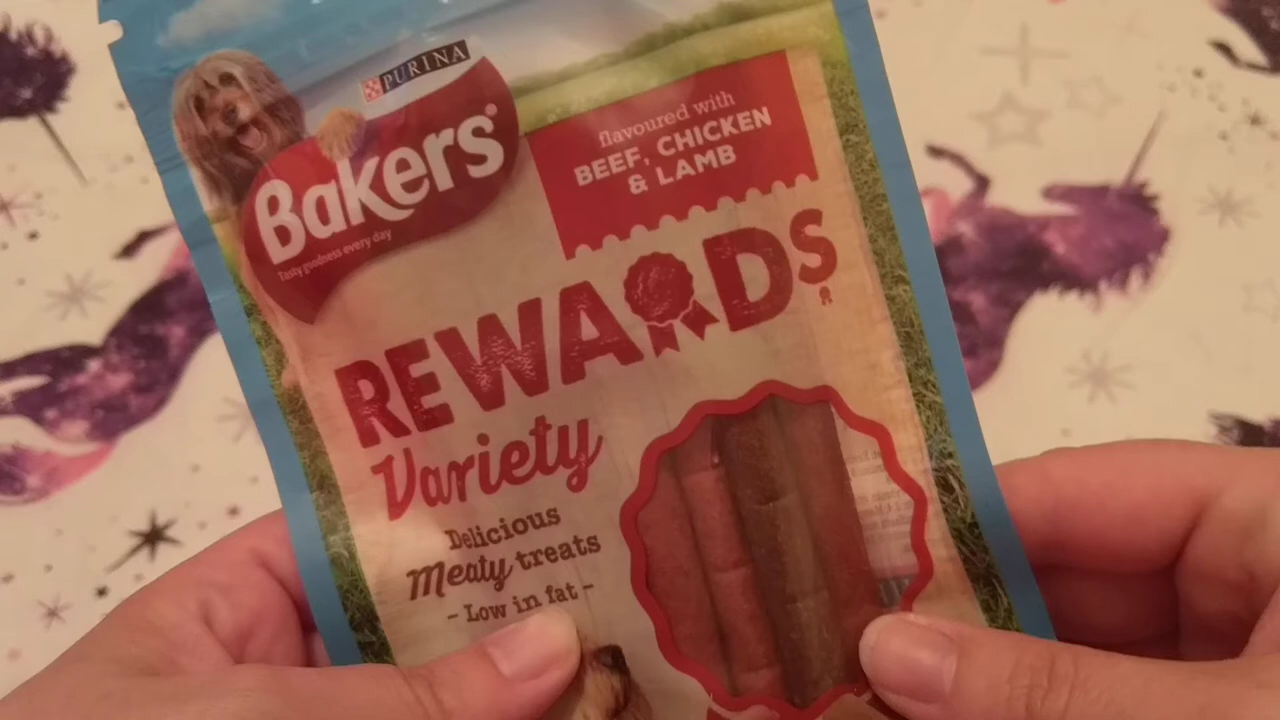 PURINA
Bakers®
Tasty goodness every day
flavoured with
BEEF, CHICKEN
& LAMB
REWARDS
Variety
Delicious
Meaty treats
- Low in fat -